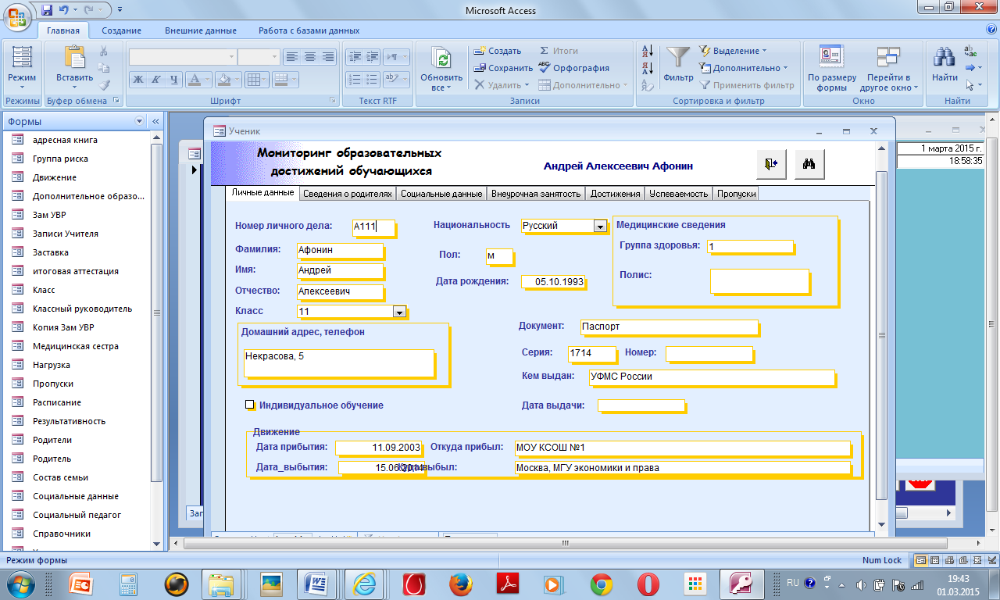 Microsoft Access
Главная Создание Внешние данные Работа с базами данных
Режим
Режимы
Вставить
Буфер обмена
Ж К Ч
Шрифт
Текст RTF
Обновить все
Создать
Сохранить
Удалить
Итоги
Орфография
Дополнительно
Записи
Фильтр
Выделение
Дополнительно
Применить фильтр
Сортировка и фильтр
По размеру формы
Перейти в другое окно
Окно
Найти
Найти
Формы
адресная книга
Группа риска
Движение
Дополнительное образо...
Зам УВР
Записи Учителя
Заставка
итоговая аттестация
Класс
Классный руководитель
Копия Зам УВР
Медицинская сестра
Нагрузка
Пропуски
Расписание
Результативность
Родители
Родитель
Состав семьи
Социальные данные
Социальный педагог
Справочники
Ученик
Мониторинг образовательных
достижений обучающихся
Андрей Алексеевич Афонин
1 марта 2015 г.
18:58:35
Личные данные Сведения о родителях Социальные данные Внеурочная занятость Достижения Успеваемость Пропуски
Номер личного дела: А111
Национальность Русский
Медицинские сведения
Группа здоровья: 1
Фамилия: Афонин
Пол: м
Имя: Андрей
Полис:
Дата рождения: 05.10.1993
Отчество: Алексеевич
Класс 11
Документ: Паспорт
Домашний адрес, телефон
Некрасова, 5
Серия: 1714 Номер:
Кем выдан: УФМС России
Индивидуальное обучение
Дата выдачи:
Движение
Дата прибытия: 11.09.2003 Откуда прибыл: МОУ КСОШ №1
Дата_выбытия: 15.06.2014 Москва, МГУ экономики и права
Зап
Режим формы
Num Lock
RU
19:43
01.03.2015